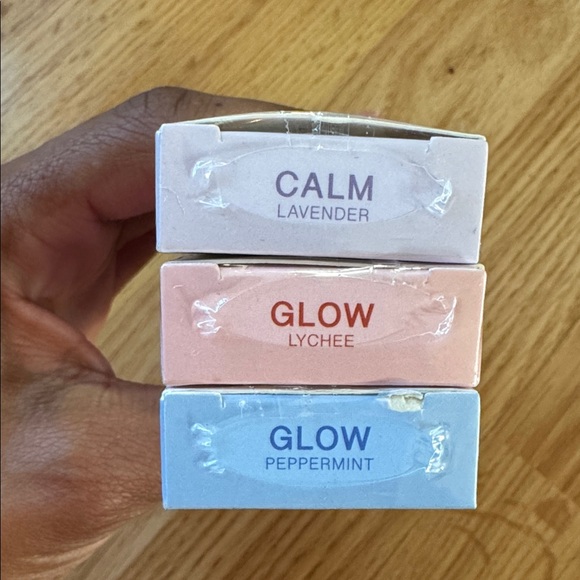 CALM
LAVENDER
GLOW
LYCHEE
GLOW
PEPPERMINT